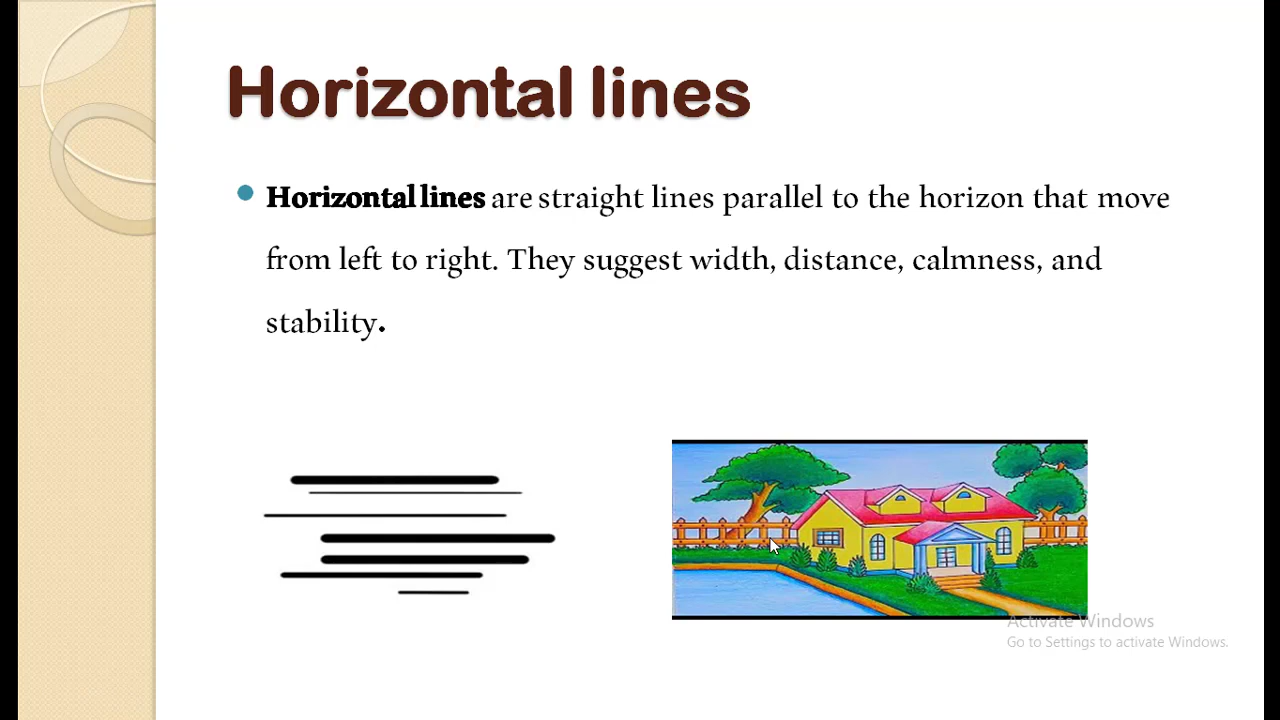 Horizontal lines
Horizontal lines are straight lines parallel to the horizon that move
from left to right. They suggest width, distance, calmness, and
stability.
Activate Windows
Go to Settings to activate Windows.